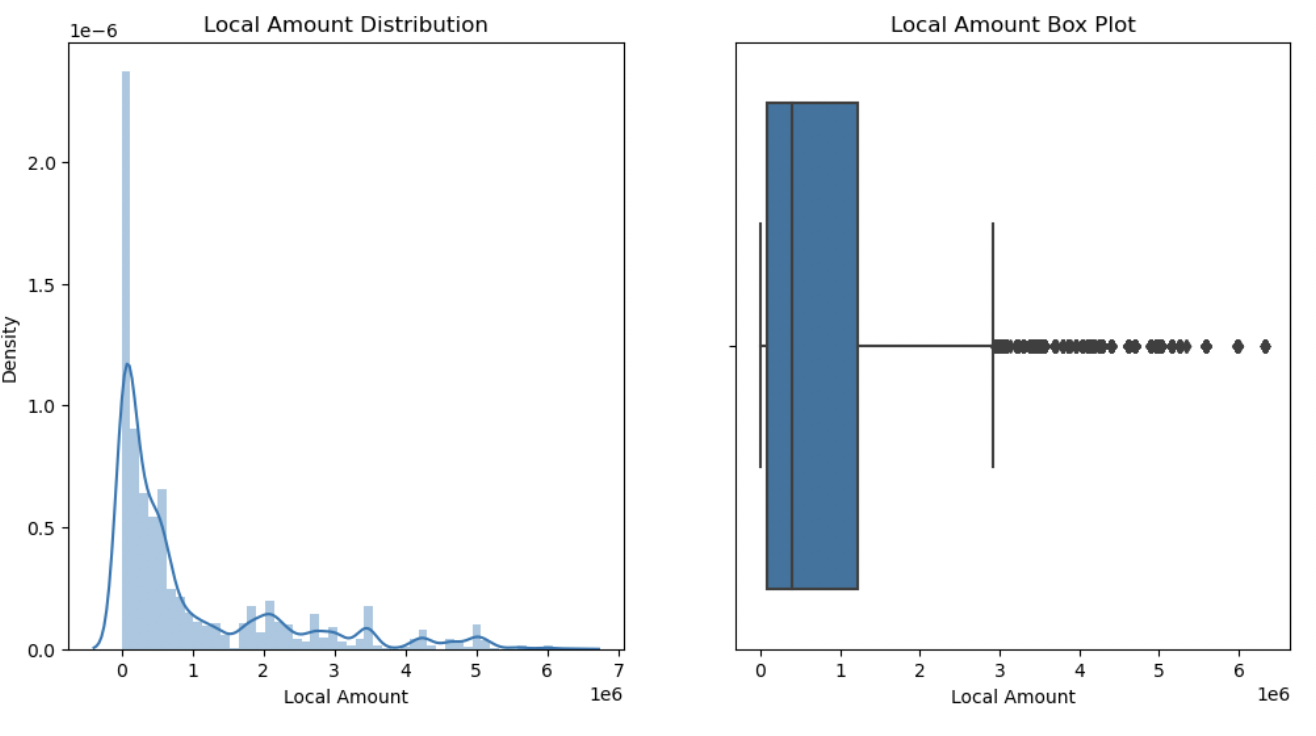 Local Amount Distribution
1e−6
2.0
1.5
1.0
0.5
0.0
Density
0 1 2 3 4 5 6 7
1e6
Local Amount
Local Amount Box Plot
0 1 2 3 4 5 6
1e6
Local Amount